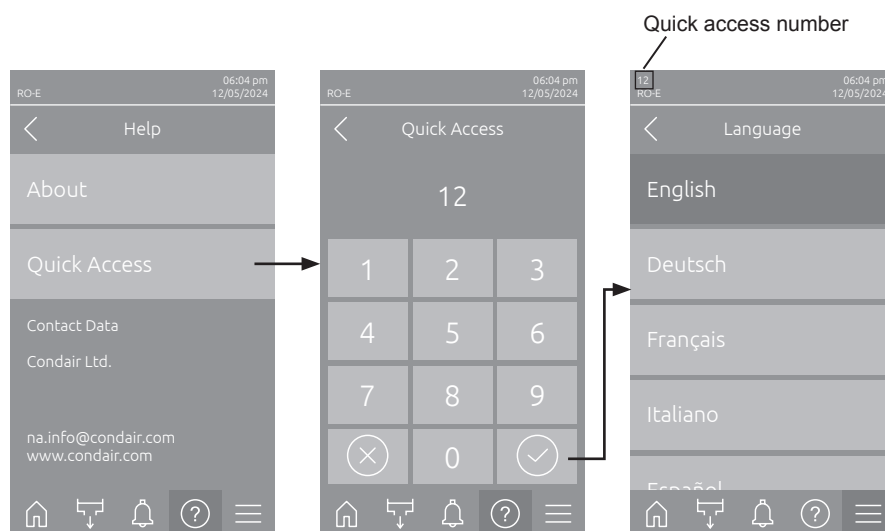 Quick access number
06:04 pm
RO-E 12/05/2024
Help
About
Quick Access
Contact Data
Condair Ltd.
na.info@condair.com
www.condair.com
?
06:04 pm
RO-E 12/05/2024
Quick Access
12
1 2 3
4 5 6
7 8 9
0
?
12 06:04 pm
RO-E 12/05/2024
Language
English
Deutsch
Français
Italiano
Español
?